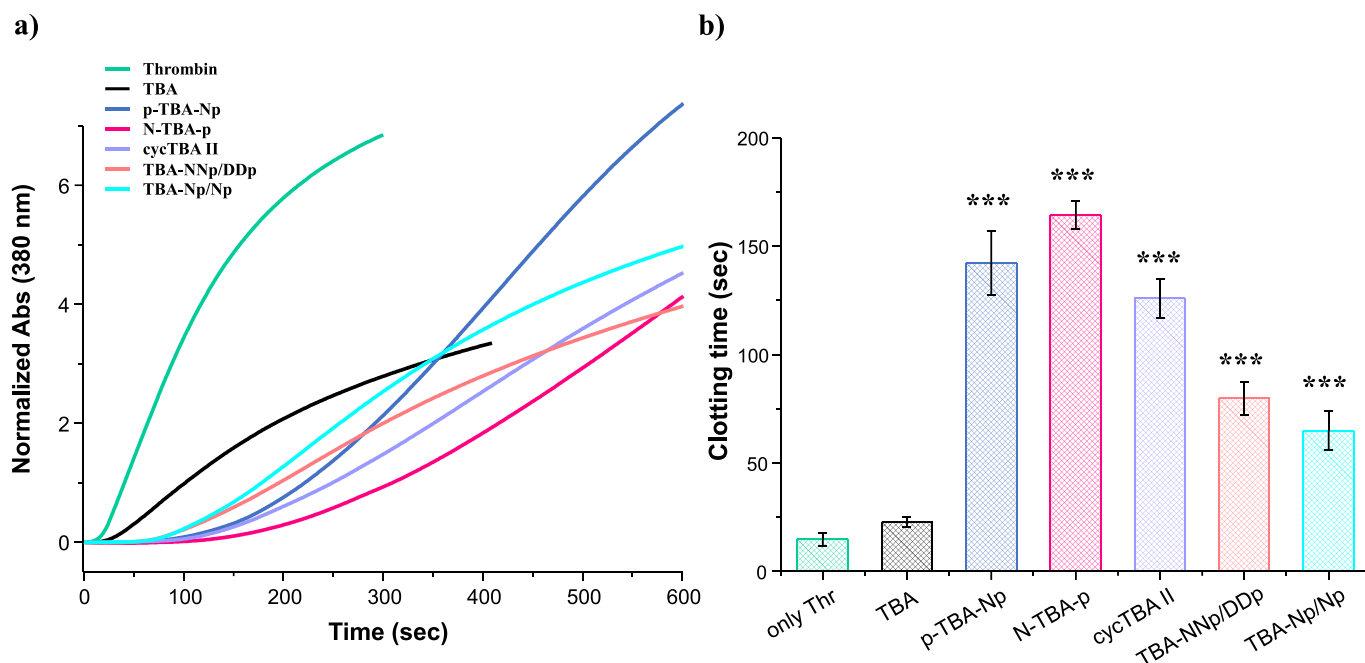 a)
Thrombin
TBA
p-TBA-Np
N-TBA-p
cycTBA II
TBA-NNp/DDp
TBA-Np/Np
Normalized Abs (380 nm)
6
4
2
0
0 100 200 300 400 500 600
Time (sec)
b)
Clotting time (sec)
200
150
100
50
0
***
***
***
***
***
only Thr
TBA
p-TBA-Np
N-TBA-p
cycTBA II
TBA-NNp/DDp
TBA-Np/Np